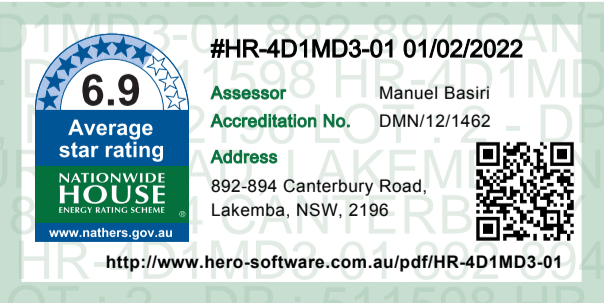 #HR-4D1MD3-01 01/02/2022
6.9
Average
star rating
NATIONWIDE
HOUSE
ENERGY RATING SCHEME
®
www.nathers.gov.au
Assessor Manuel Basiri
Accreditation No. DMN/12/1462
Address
892-894 Canterbury Road,
Lakemba, NSW, 2196
http://www.hero-software.com.au/pdf/HR-4D1MD3-01